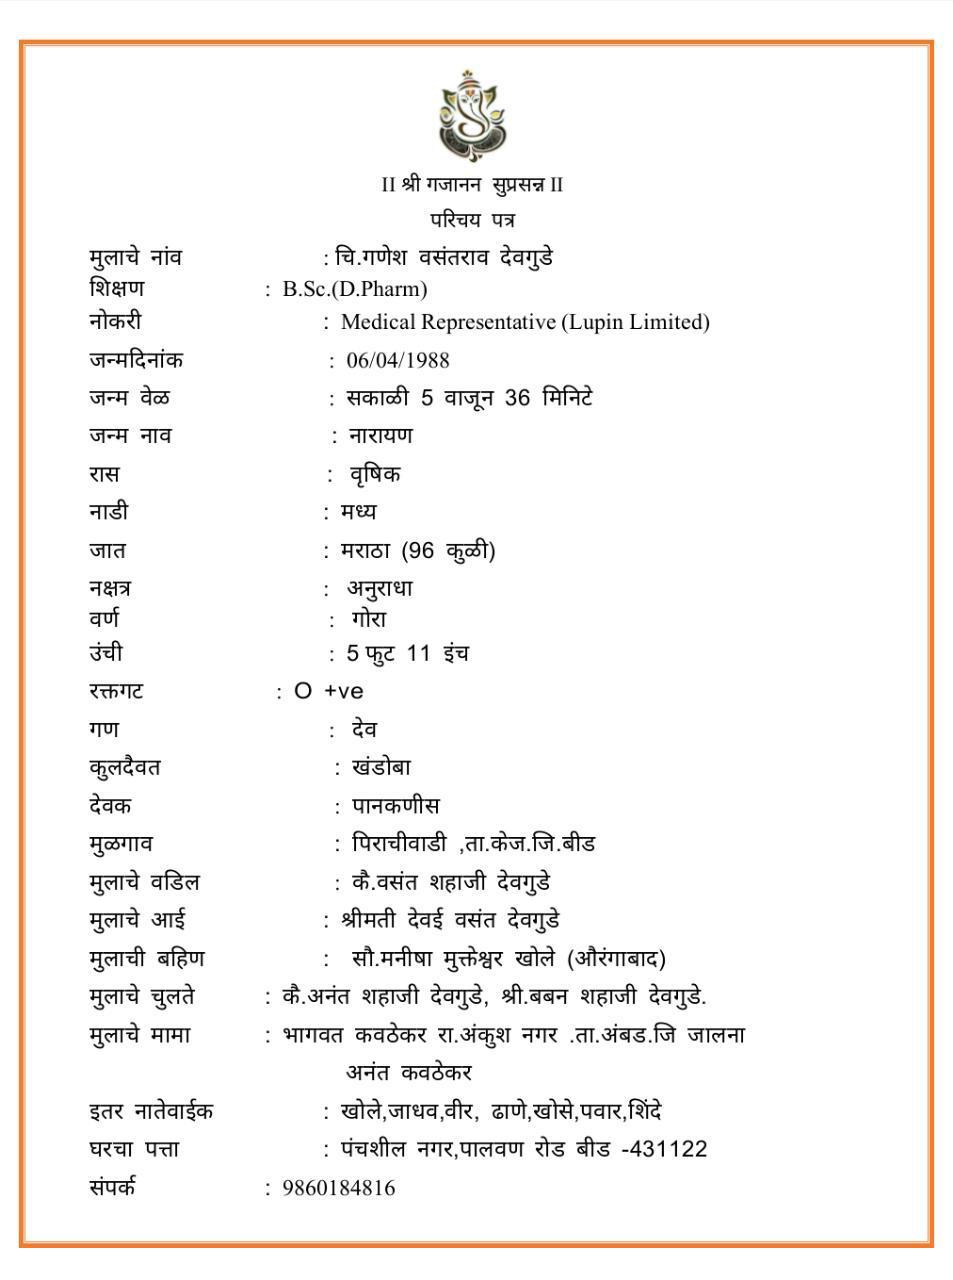 II श्री गजानन सुप्रसन्न II
परिचय पत्र
मुलाचे नांव : चि.गणेश वसंतराव देवगुडे
शिक्षण : B.Sc.(D.Pharm)
नोकरी : Medical Representative (Lupin Limited)
जन्मदिनांक : 06/04/1988
जन्म वेळ : सकाळी 5 वाजून 36 मिनिटे
जन्म नाव : नारायण
रास : वृषिक
नाडी : मध्य
जात : मराठा (96 कुळी)
नक्षत्र : अनुराधा
वर्ण : गोरा
उंची : 5 फुट 11 इंच
रक्तगट : O +ve
गण : देव
कुलदैवत : खंडोबा
देवक : पानकणीस
मुळगाव : पिराचीवाडी ,ता.केज.जि.बीड
मुलाचे वडिल : कै.वसंत शहाजी देवगुडे
मुलाचे आई : श्रीमती देवई वसंत देवगुडे
मुलाची बहिण : सौ.मनीषा मुक्तेश्वर खोले (औरंगाबाद)
मुलाचे चुलते : कै.अनंत शहाजी देवगुडे, श्री.बबन शहाजी देवगुडे.
मुलाचे मामा : भागवत कवठेकर रा.अंकुश नगर .ता.अंबड.जि जालना
अनंत कवठेकर
इतर नातेवाईक : खोले,जाधव,वीर, ढाणे,खोसे,पवार,शिंदे
घरचा पत्ता : पंचशील नगर,पालवण रोड बीड -431122
संपर्क : 9860184816